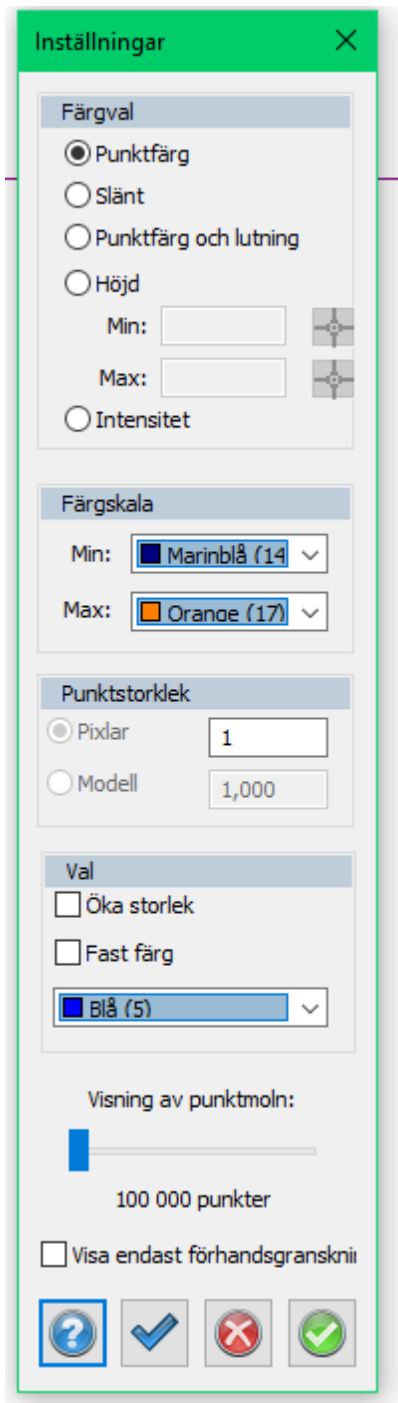 Inställningar
Färgval
Punktfärg
Slänt
Punktfärg och lutning
Höjd
Min:
Max:
Intensitet
Färgskala
Min: Marinblå (14
Max: Orange (17)
Punktstorklek
Pixlar 1
Modell 1,000
Val
Öka storlek
Fast färg
Blå (5)
Visning av punktmoln:
100 000 punkter
Visa endast förhandsgransknin